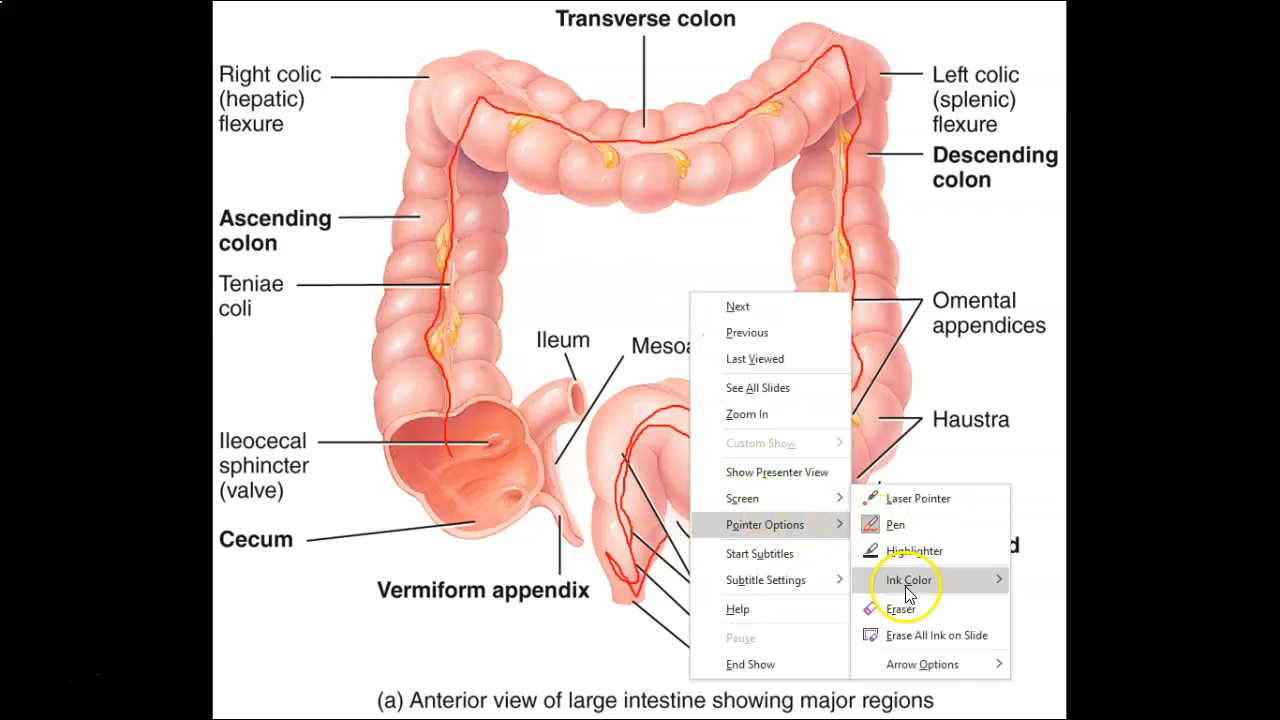 Transverse colon
Right colic
(hepatic)
flexure
Left colic
(splenic)
flexure
Descending
colon
Ascending
colon
Teniae
coli
Omental
appendices
Ileum
Haustra
Ileocecal
sphincter
(valve)
Cecum
Vermiform appendix
Next
Previous
Last Viewed
See All Slides
Zoom In
Custom Show
Show Presenter View
Screen
Pointer Options
Start Subtitles
Subtitle Settings
Help
Pause
End Show
Laser Pointer
Pen
Highlighter
Ink Color
Eraser
Erase All Ink on Slide
Arrow Options
(a) Anterior view of large intestine showing major regions